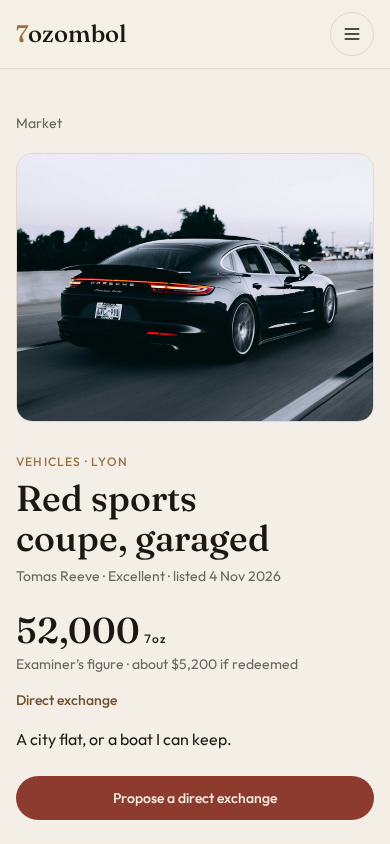 7ozombol
Market
PORSCHE
VEHICLES · LYON
Red sports
coupe, garaged
Tomas Reeve · Excellent · listed 4 Nov 2026
52,000 7oz
Examiner's figure · about $5,200 if redeemed
Direct exchange
A city flat, or a boat I can keep.
Propose a direct exchange